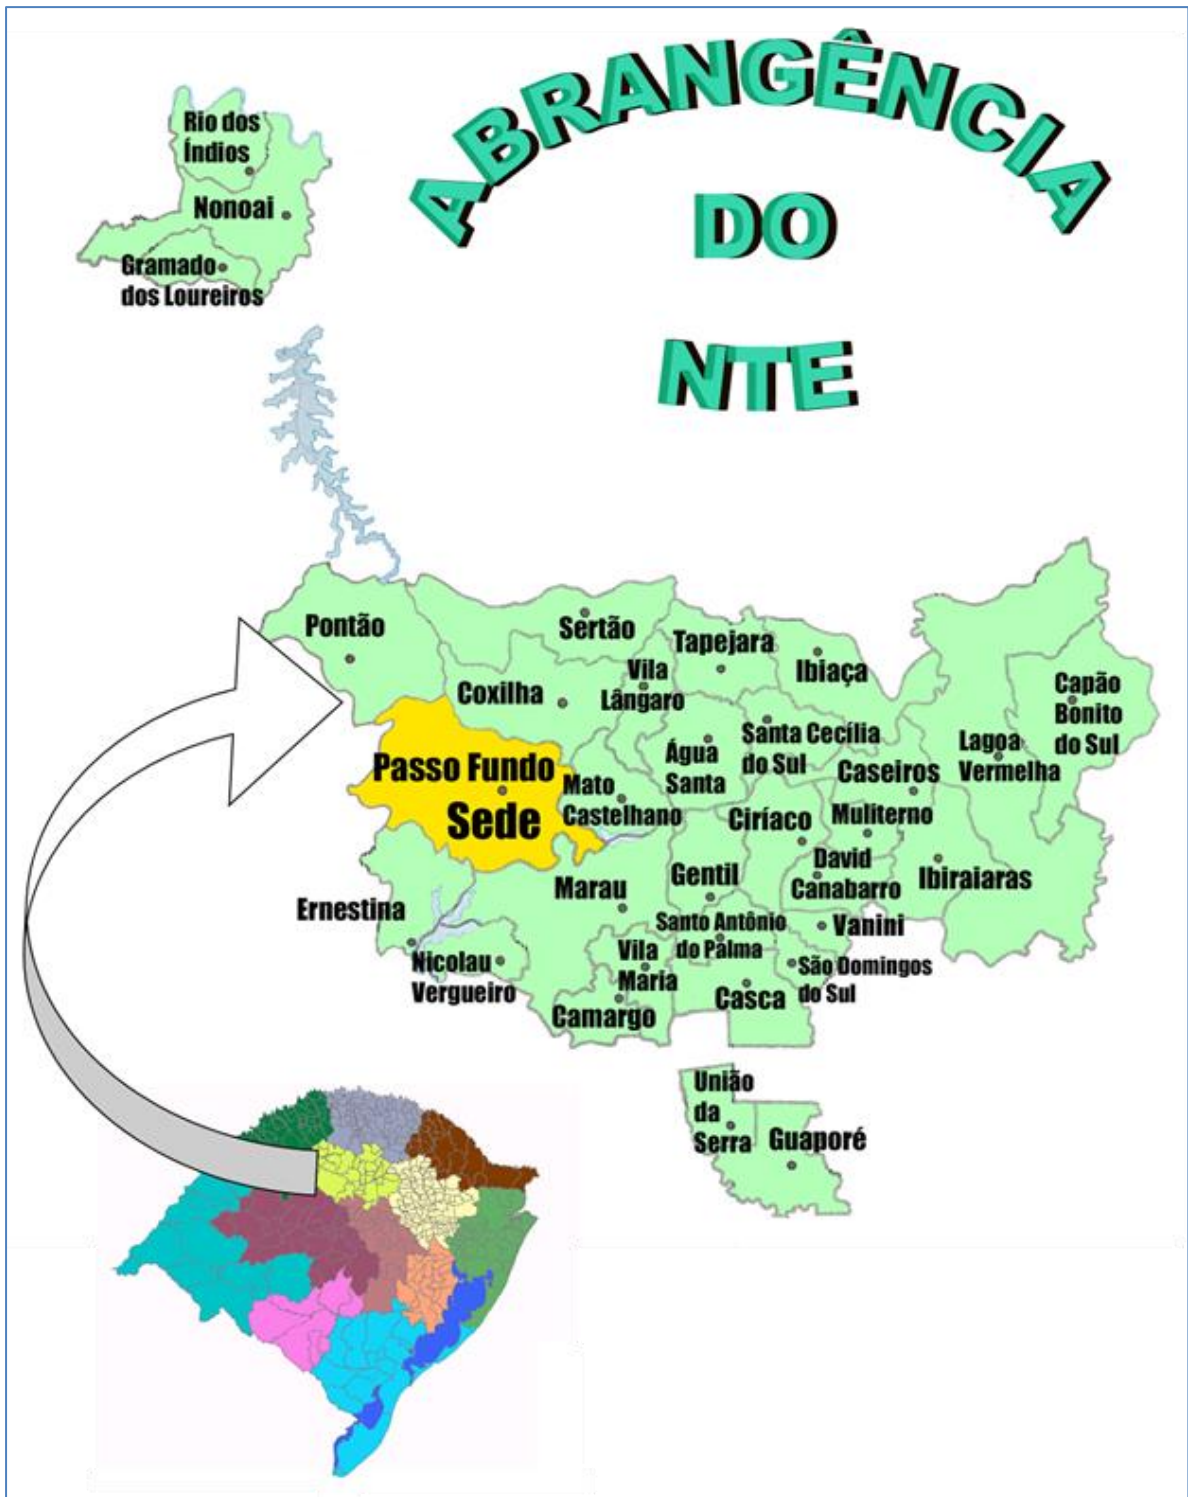 ABRANGÊNCIA
DO
NTE
Rio dos
Índios
Nonoai
Gramado
dos Loureiros
Pontão
Sertão
Tapejara
Ibiaça
Vila
Lângaro
Coxilha
Capão
Bonito
do Sul
Santa Cecília
do Sul
Água
Santa
Lagoa
Vermelha
Caseiros
Passo Fundo
Sede
Mato
Castelhano
Ciríaco
Muliterno
David
Canabarro
Ibiraiaras
Gentil
Marau
Ernestina
Santo Antônio
do Palma
Vanini
Nicolau
Vergueiro
Vila
Maria
São Domingos
do Sul
Casca
Camargo
União
da
Serra
Guaporé